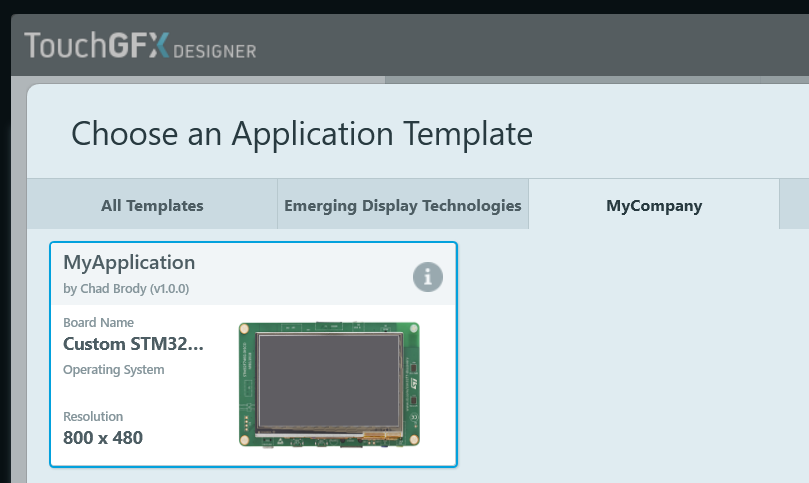 TouchGFX DESIGNER
Choose an Application Template
All Templates
Emerging Display Technologies
MyCompany
MyApplication
by Chad Brody (v1.0.0)
Board Name
Custom STM32...
Operating System
Resolution
800 x 480